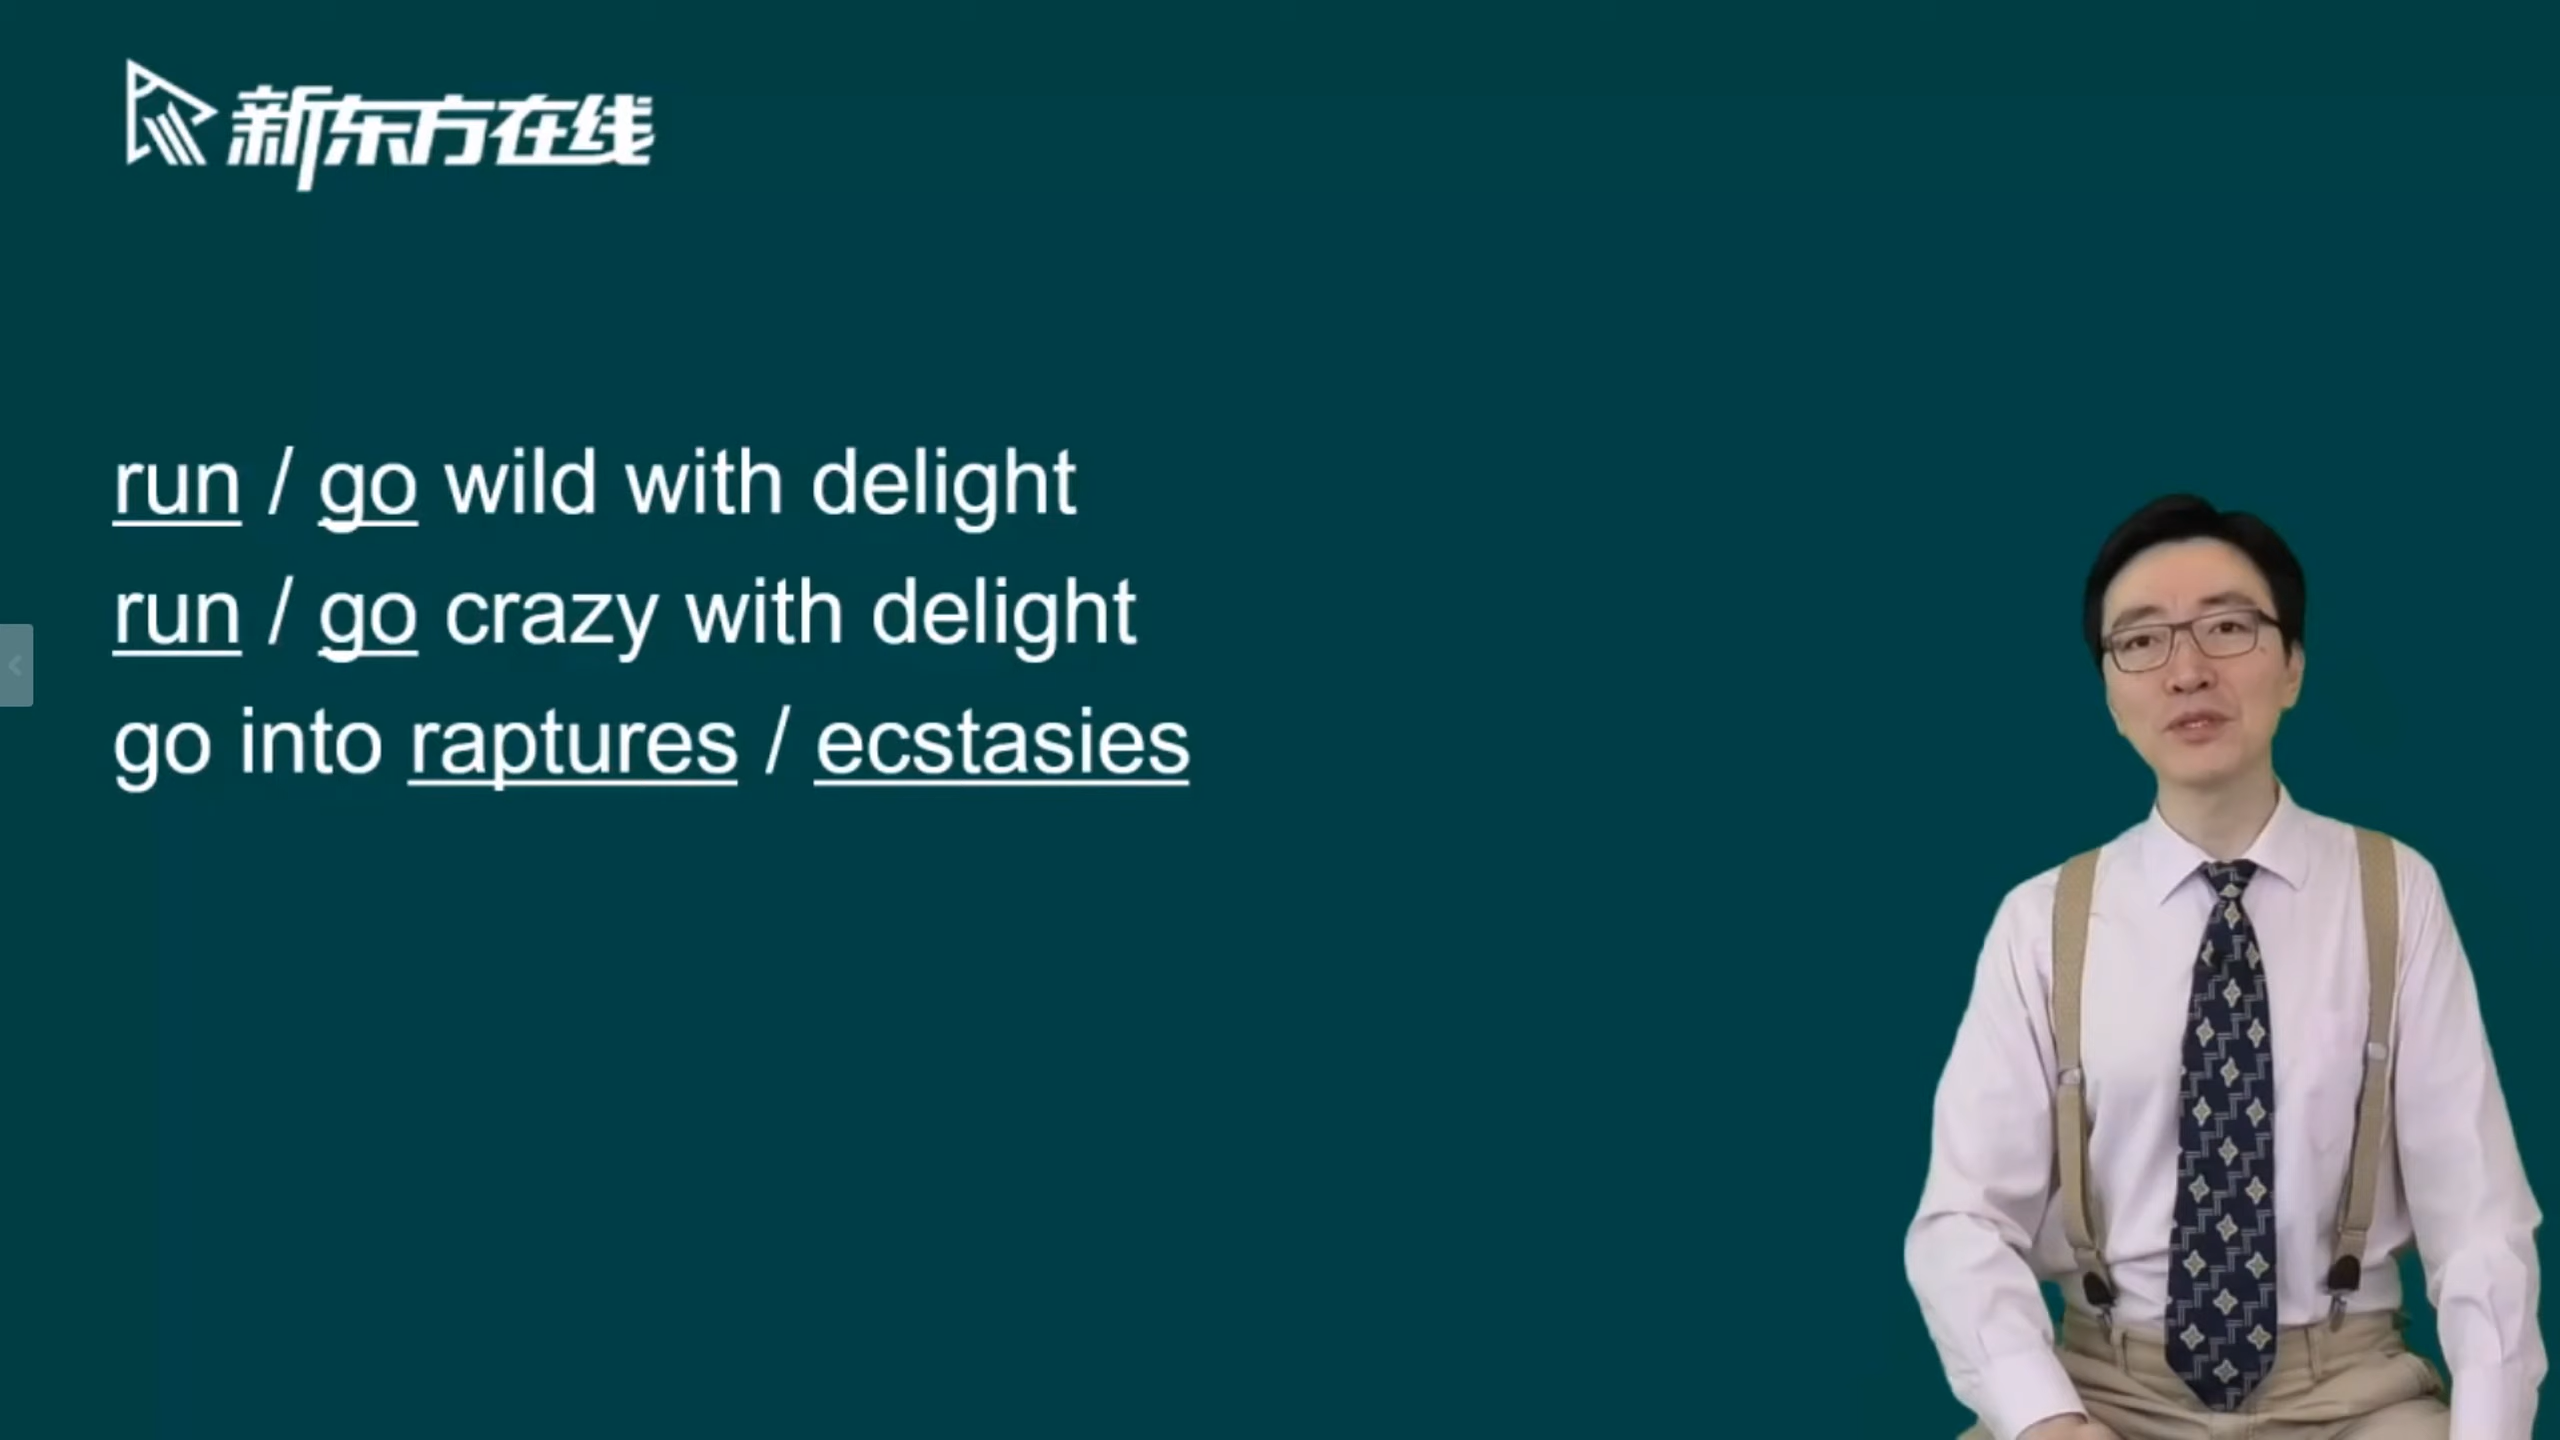 新东方在线
run / go wild with delight
run / go crazy with delight
go into raptures / ecstasies